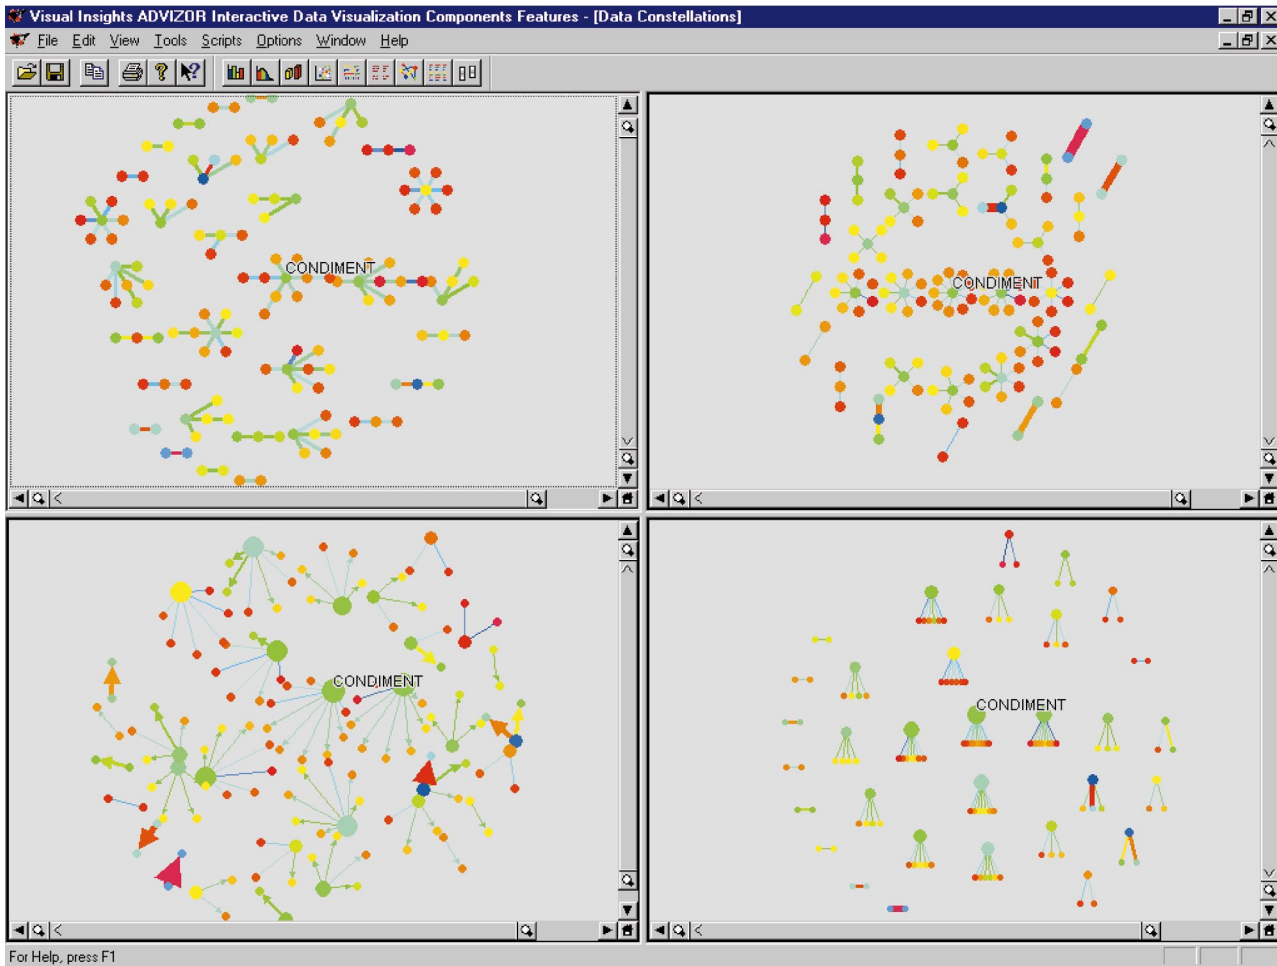 Visual Insights ADVIZOR Interactive Data Visualization Components Features - [Data Constellations]
File Edit View Tools Scripts Options Window Help
CONDIMENT
CONDIMENT
CONDIMENT
CONDIMENT
For Help, press F1